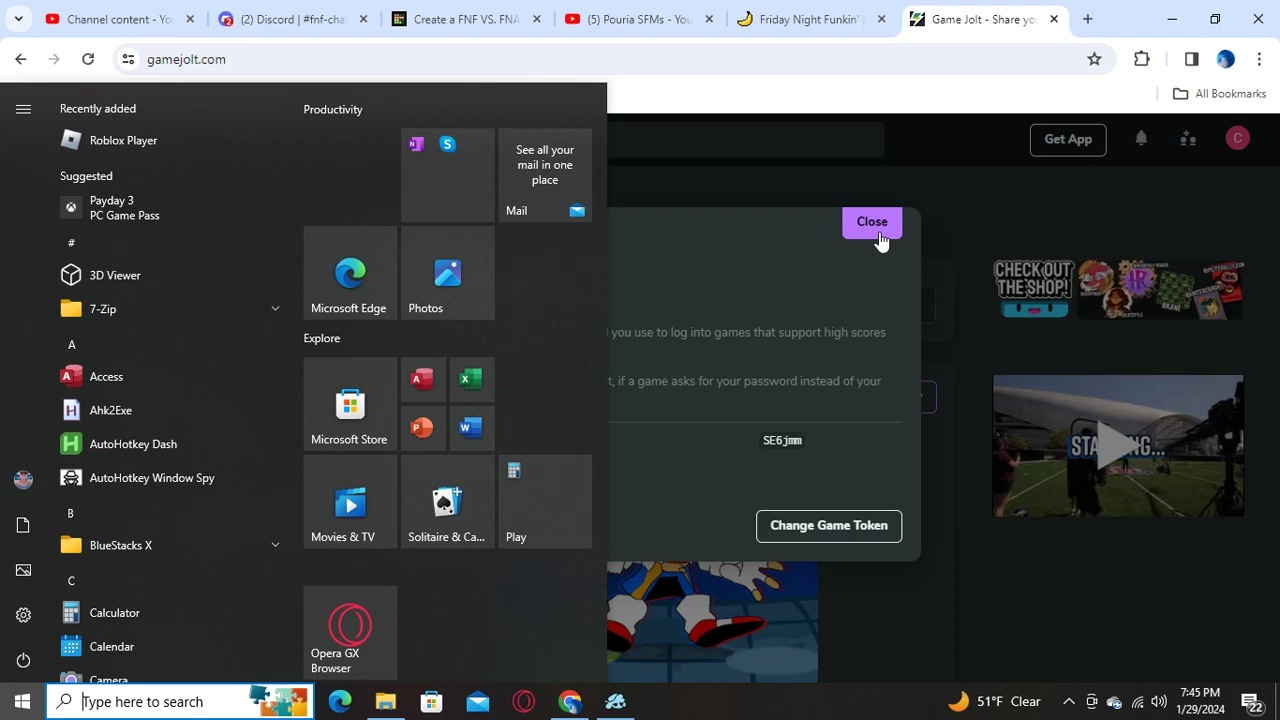 Channel content - You
(2) Discord | #fnf-chat
Create a FNF VS. FNA
(5) Pouria SFMs - You
Friday Night Funkin'
Game Jolt - Share yo
gamejolt.com
All Bookmarks
Recently added
Roblox Player
Suggested
Payday 3
PC Game Pass
#
3D Viewer
7-Zip
A
Access
Ahk2Exe
AutoHotkey Dash
AutoHotkey Window Spy
B
BlueStacks X
C
Calculator
Calendar
Camera
Productivity
See all your
mail in one
place
Mail
Microsoft Edge
Photos
Explore
Microsoft Store
Movies & TV
Solitaire & Ca...
Play
Opera GX
Browser
Get App
C
Close
you use to log into games that support high scores
t, if a game asks for your password instead of your
SE6jmm
Change Game Token
CHECK OUT
THE SHOP!
STARTING...
Type here to search
51°F Clear
7:45 PM
1/29/2024
22